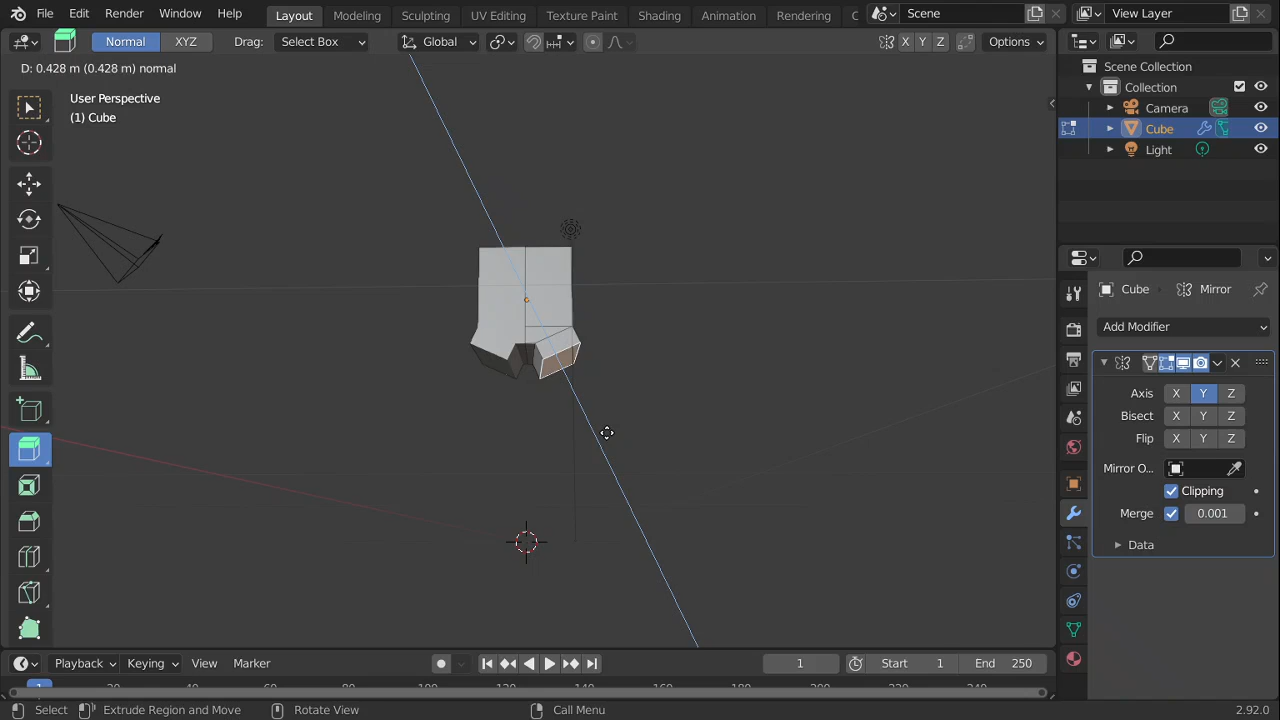 File Edit Render Window Help Layout Modeling Sculpting UV Editing Texture Paint Shading Animation Rendering C Scene View Layer
Normal XYZ Drag: Select Box Global X Y Z Options
D: 0.428 m (0.428 m) normal
User Perspective
(1) Cube
Scene Collection
Collection
Camera
Cube
Light
Cube Mirror
Add Modifier
Axis X Y Z
Bisect X Y Z
Flip X Y Z
Mirror O...
Clipping
Merge 0.001
Data
Playback Keying View Marker 1 Start 1 End 250
1
Select Extrude Region and Move Rotate View Call Menu 2.92.0